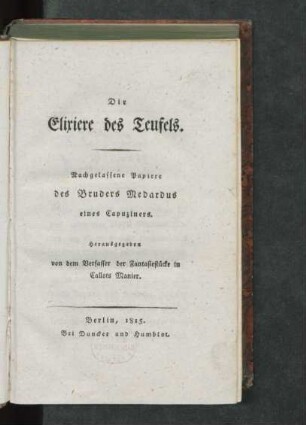 Die
Elixiere des Teufels.
Nachgelassene Papiere
des Bruders Medardus
eines Capuziners.
Herausgegeben
von dem Verfasser der Fantasiestücke in
Callots Manier.
Berlin, 1815.
Bei Duncker und Humblot.